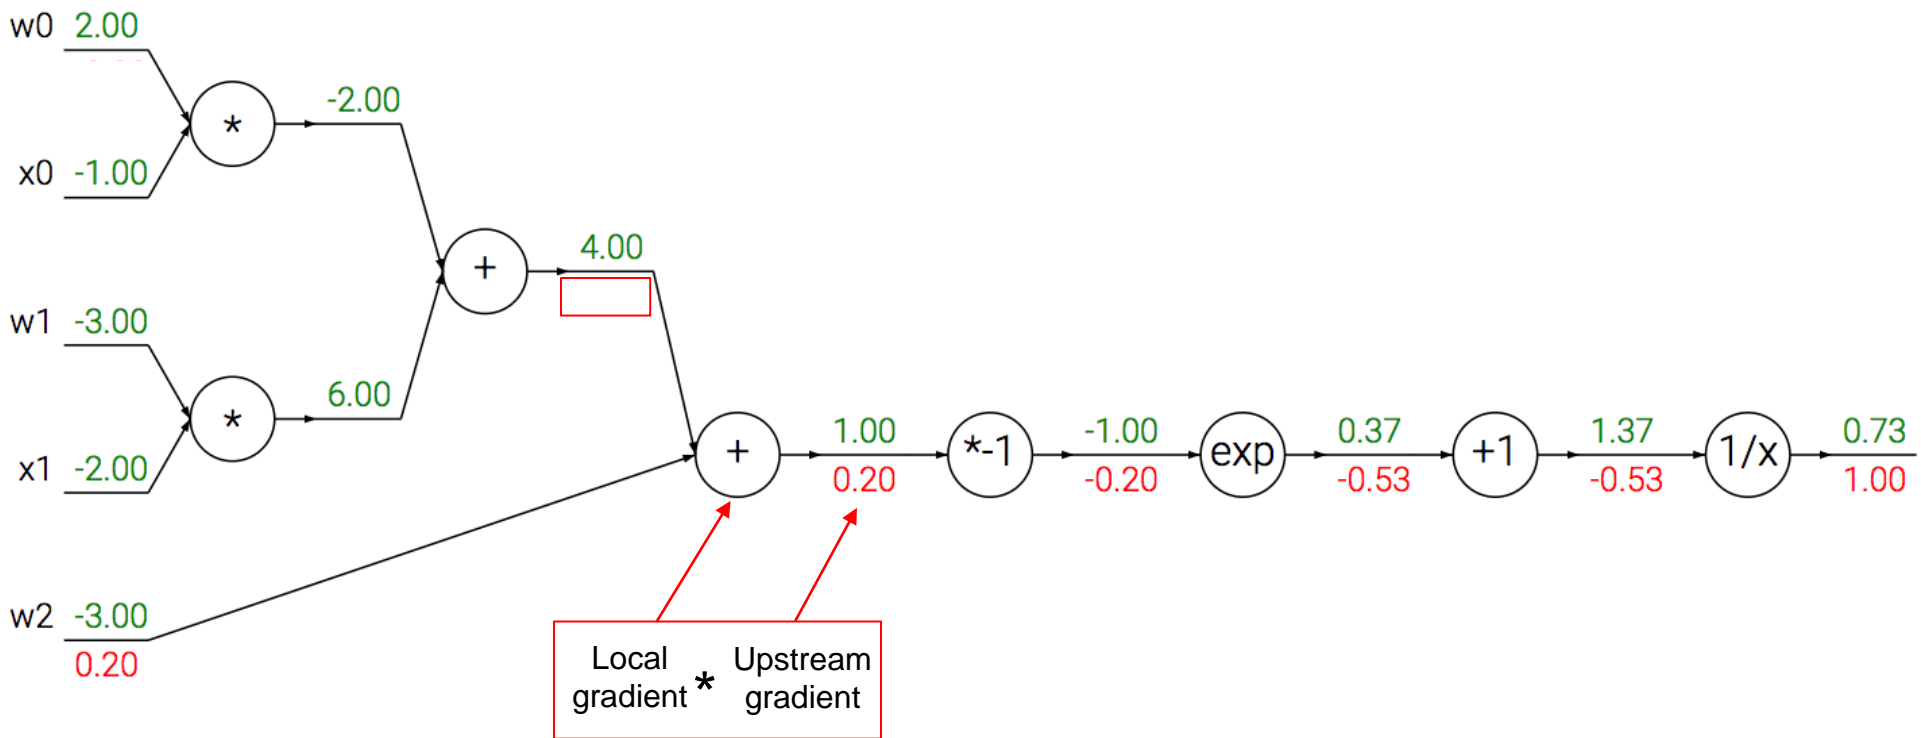 w0 2.00
* -2.00
x0 -1.00
+ 4.00
w1 -3.00
* 6.00
x1 -2.00
+ 1.00 *-1 -1.00 exp 0.37 +1 1.37 1/x 0.73
0.20 -0.20 -0.53 -0.53 1.00
w2 -3.00
0.20
Local * Upstream
gradient gradient